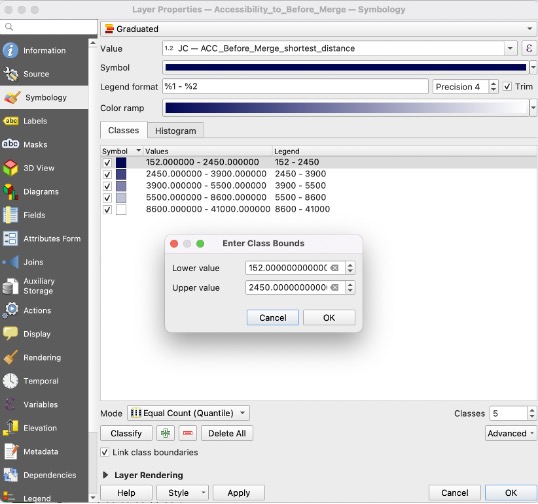 Layer Properties — Accessibility_to_Before_Merge — Symbology
Information
Source
Symbology
Labels
Masks
3D View
Diagrams
Fields
Attributes Form
Joins
Auxiliary
Storage
Actions
Display
Rendering
Temporal
Variables
Elevation
Metadata
Dependencies
Legend
Graduated
Value 1.2 JC — ACC_Before_Merge_shortest_distance ε
Symbol
Legend format %1 - %2 Precision 4 Trim
Color ramp
Classes Histogram
Symbol Values Legend
152.000000 - 2450.000000 152 - 2450
2450.000000 - 3900.000000 2450 - 3900
3900.000000 - 5500.000000 3900 - 5500
5500.000000 - 8600.000000 5500 - 8600
8600.000000 - 41000.000000 8600 - 41000
Enter Class Bounds
Lower value 152.00000000000
Upper value 2450.0000000000
Cancel OK
Mode Equal Count (Quantile) Classes 5
Classify Delete All Advanced
Link class boundaries
Layer Rendering
Help Style Apply Cancel OK